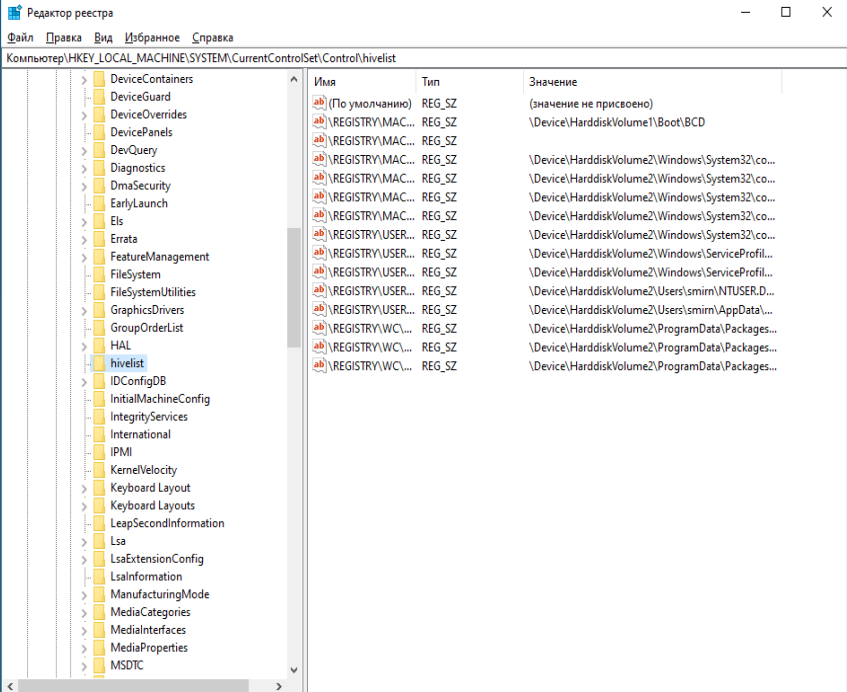 Редактор реестра
Файл Правка Вид Избранное Справка
Компьютер\HKEY_LOCAL_MACHINE\SYSTEM\CurrentControlSet\Control\hivelist
DeviceContainers
DeviceGuard
DeviceOverrides
DevicePanels
DevQuery
Diagnostics
DmaSecurity
EarlyLaunch
Els
Errata
FeatureManagement
FileSystem
FileSystemUtilities
GraphicsDrivers
GroupOrderList
HAL
hivelist
IDConfigDB
InitialMachineConfig
IntegrityServices
International
IPMI
KernelVelocity
Keyboard Layout
Keyboard Layouts
LeapSecondInformation
Lsa
LsaExtensionConfig
LsaInformation
ManufacturingMode
MediaCategories
MediaInterfaces
MediaProperties
MSDTC
Имя Тип Значение
(По умолчанию) REG_SZ (значение не присвоено)
\REGISTRY\MAC... REG_SZ \Device\HarddiskVolume1\Boot\BCD
\REGISTRY\MAC... REG_SZ
\REGISTRY\MAC... REG_SZ \Device\HarddiskVolume2\Windows\System32\co...
\REGISTRY\MAC... REG_SZ \Device\HarddiskVolume2\Windows\System32\co...
\REGISTRY\MAC... REG_SZ \Device\HarddiskVolume2\Windows\System32\co...
\REGISTRY\MAC... REG_SZ \Device\HarddiskVolume2\Windows\System32\co...
\REGISTRY\USER... REG_SZ \Device\HarddiskVolume2\Windows\System32\co...
\REGISTRY\USER... REG_SZ \Device\HarddiskVolume2\Windows\ServiceProfil...
\REGISTRY\USER... REG_SZ \Device\HarddiskVolume2\Windows\ServiceProfil...
\REGISTRY\USER... REG_SZ \Device\HarddiskVolume2\Users\smirn\NTUSER.D...
\REGISTRY\USER... REG_SZ \Device\HarddiskVolume2\Users\smirn\AppData\...
\REGISTRY\WC\... REG_SZ \Device\HarddiskVolume2\ProgramData\Packages...
\REGISTRY\WC\... REG_SZ \Device\HarddiskVolume2\ProgramData\Packages...
\REGISTRY\WC\... REG_SZ \Device\HarddiskVolume2\ProgramData\Packages...